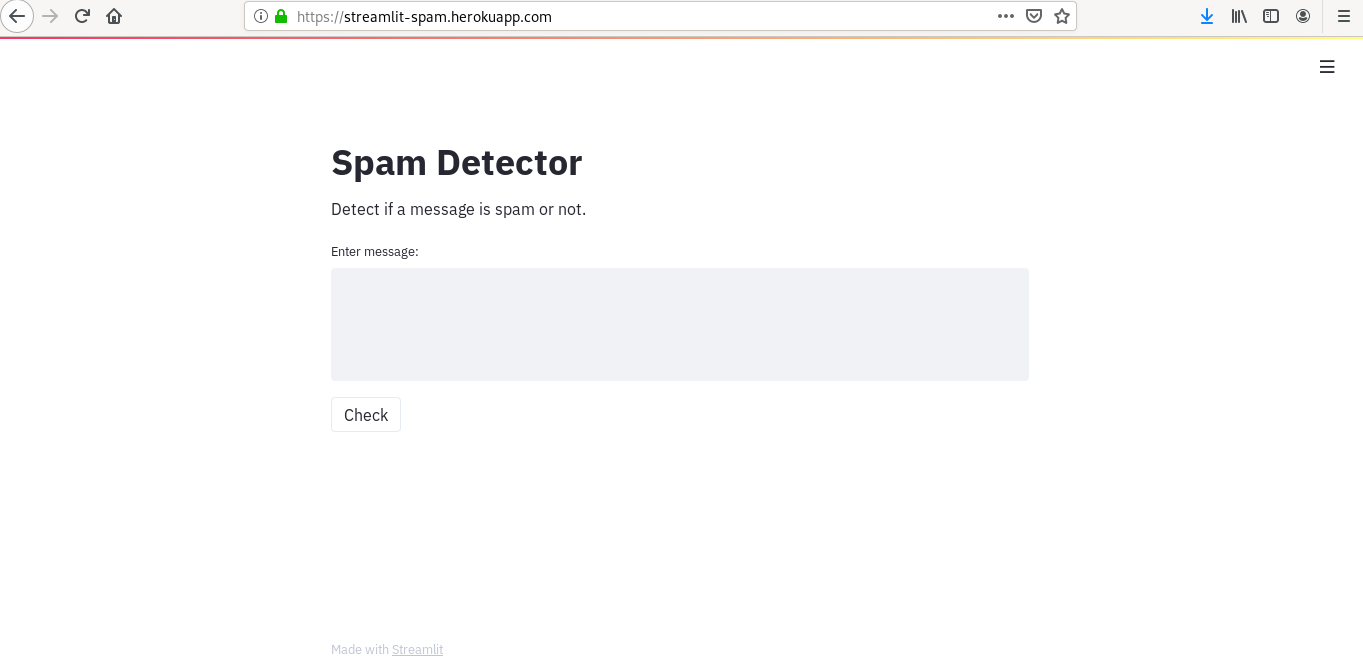 https://streamlit-spam.herokuapp.com
Spam Detector
Detect if a message is spam or not.
Enter message:
Check
Made with Streamlit